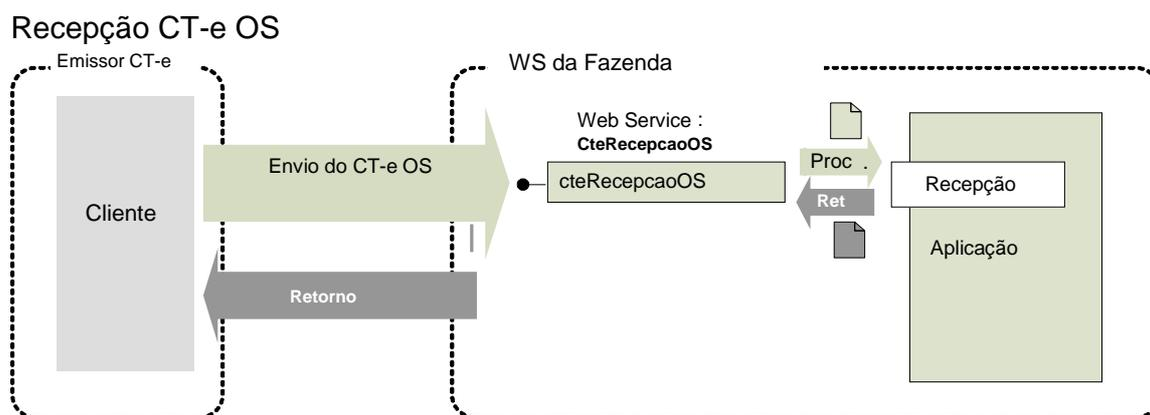 Recepção CT-e OS
Emissor CT-e
WS da Fazenda
Web Service :
CteRecepcaoOS
Envio do CT-e OS
cteRecepcaoOS
Proc .
Ret
Recepção
Cliente
Aplicação
Retorno